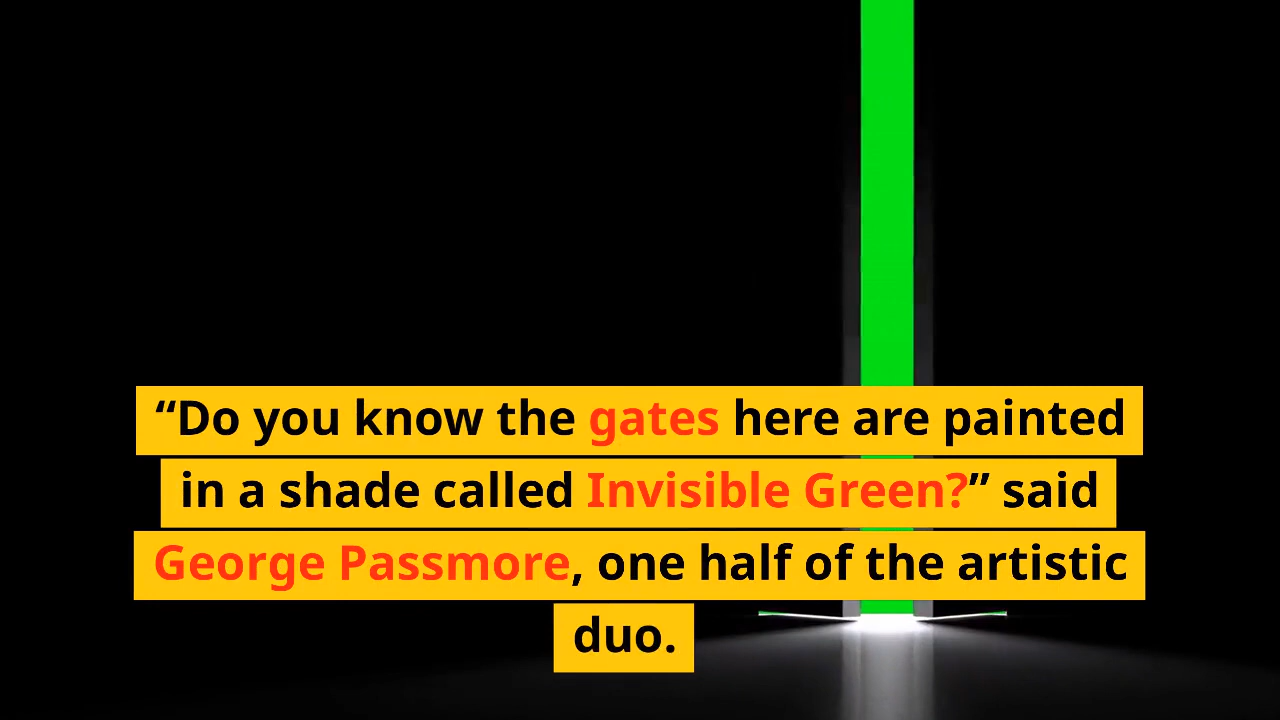 “Do you know the gates here are painted
in a shade called Invisible Green?” said
George Passmore, one half of the artistic
duo.